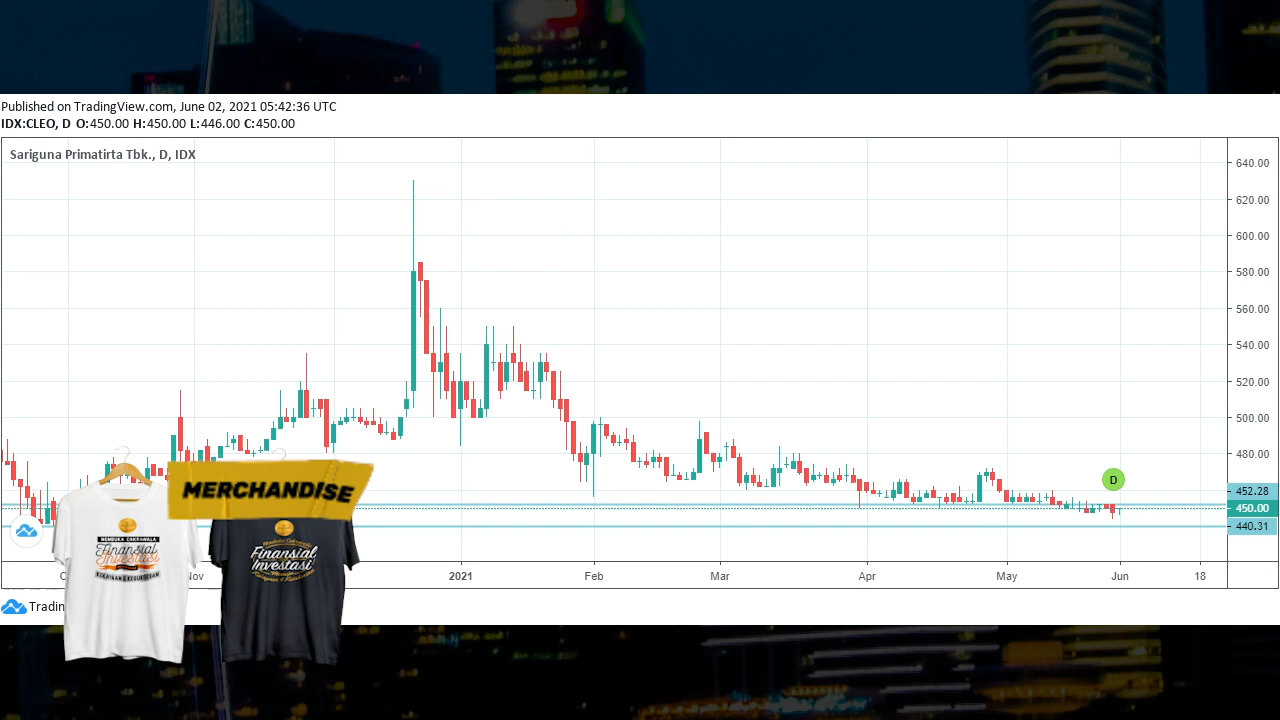 Published on TradingView.com, June 02, 2021 05:42:36 UTC
IDX:CLEO, D O:450.00 H:450.00 L:446.00 C:450.00
Sariguna Primatirta Tbk., D, IDX
640.00
620.00
600.00
580.00
560.00
540.00
520.00
500.00
480.00
D
452.28
450.00
440.31
MERCHANDISE
MEMBUKA CAKRAWALA
Finansial
Investasi
Finansial
Investasi
Nov
2021
Feb
Mar
Apr
May
Jun
18